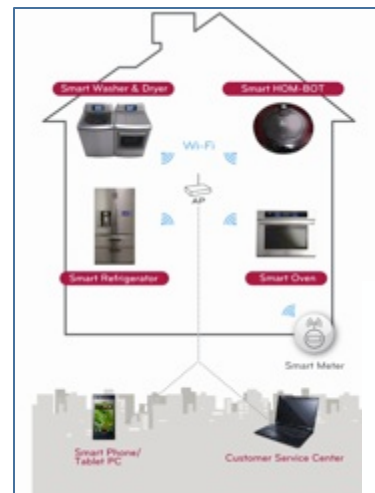 Smart Washer & Dryer
Smart HOM-BOT
Wi-Fi
AP
Smart Refrigerator
Smart Oven
Smart Meter
Smart Phone/
Tablet PC
Customer Service Center